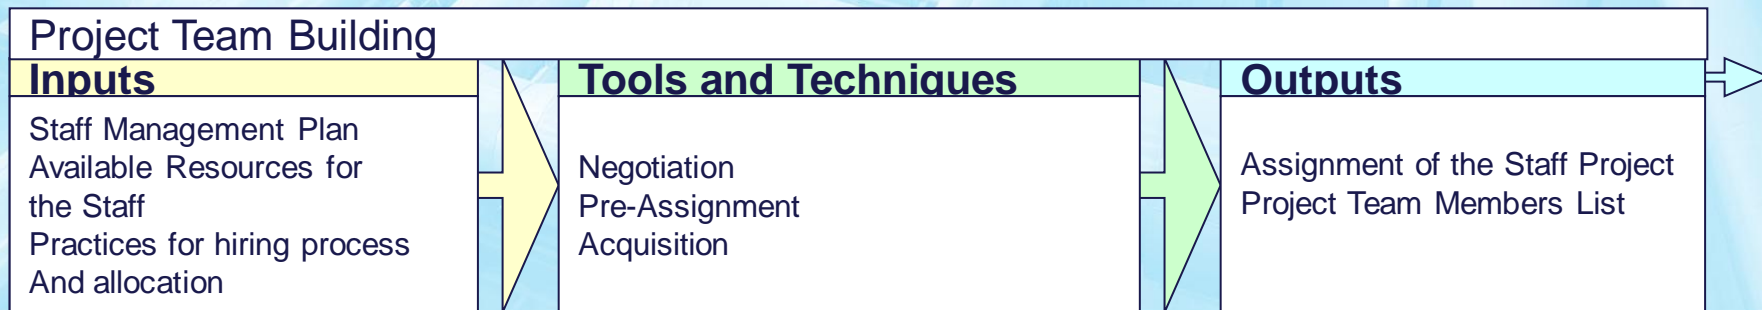 Project Team Building
Inputs
Tools and Techniques
Outputs
Staff Management Plan
Available Resources for
the Staff
Practices for hiring process
And allocation
Negotiation
Pre-Assignment
Acquisition
Assignment of the Staff Project
Project Team Members List